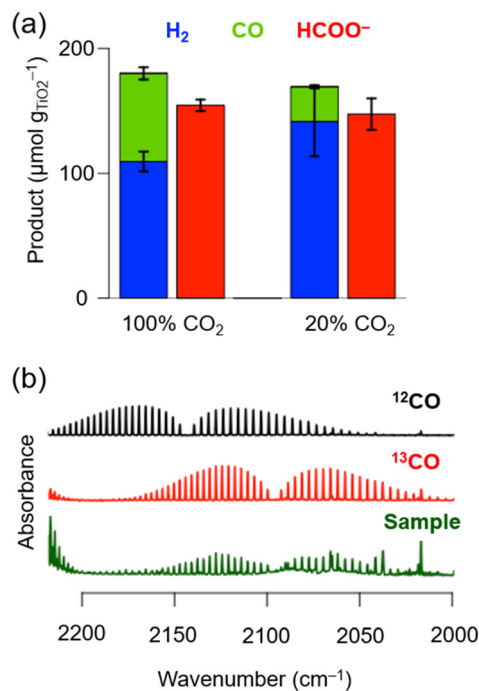 (a)
H₂ CO HCOO⁻
Product (μmol gTiO2⁻¹)
200
100
0
100% CO₂ 20% CO₂
(b)
¹²CO
¹³CO
Sample
Absorbance
2200 2150 2100 2050 2000
Wavenumber (cm⁻¹)